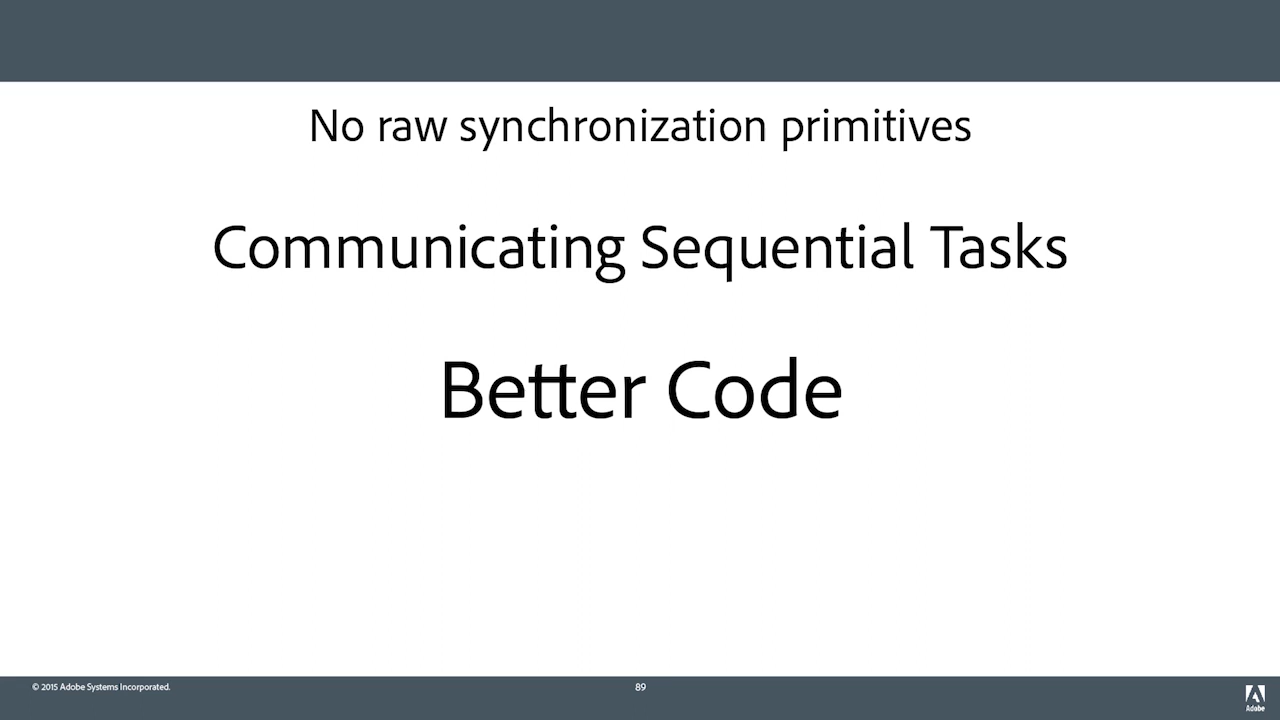 No raw synchronization primitives
Communicating Sequential Tasks
Better Code
© 2015 Adobe Systems Incorporated.
89
Adobe